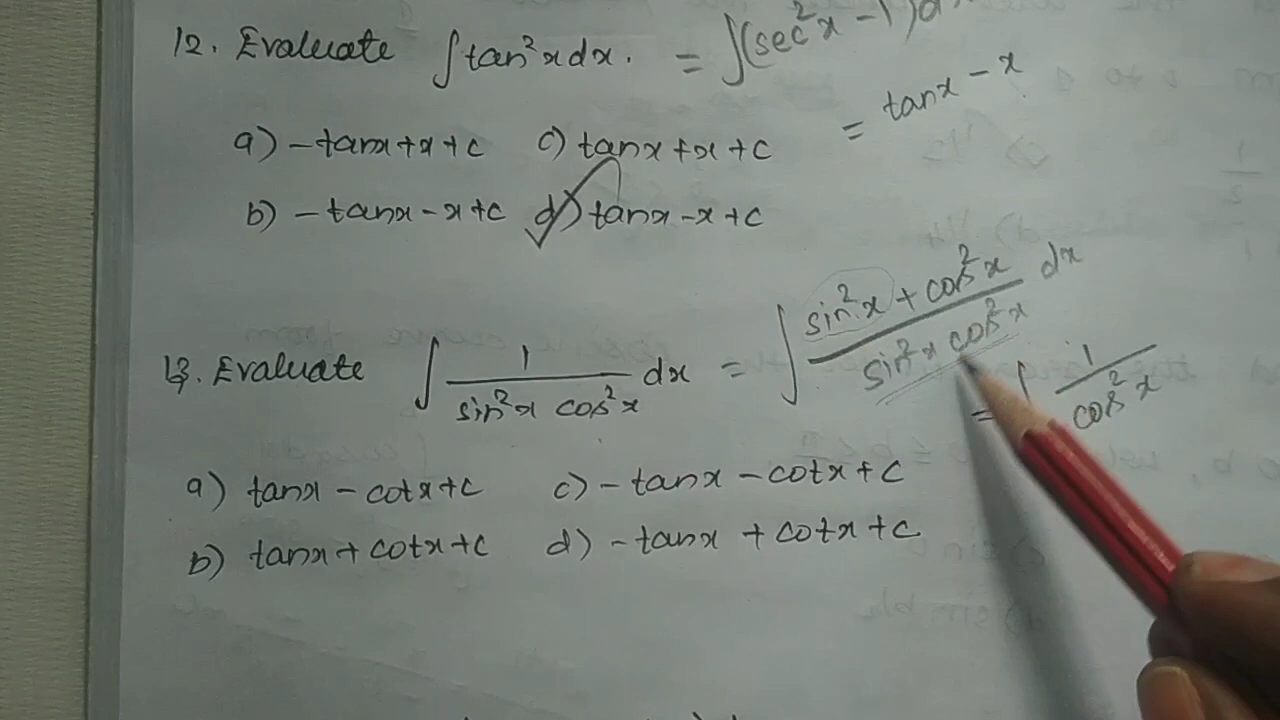 12. Evaluate ∫tan²x dx. = ∫(sec²x - 1)
= tanx - x
a) -tanx+x+c c) tanx+x+c
b) -tanx-x+c d) tanx-x+c
13. Evaluate ∫ 1/(sin²x cos²x) dx = ∫ (sin²x + cos²x)/(sin²x cos²x) dx
= ∫ 1/cos²x
a) tanx - cotx+c c) -tanx - cotx+c
b) tanx+cotx+c d) -tanx + cotx+c